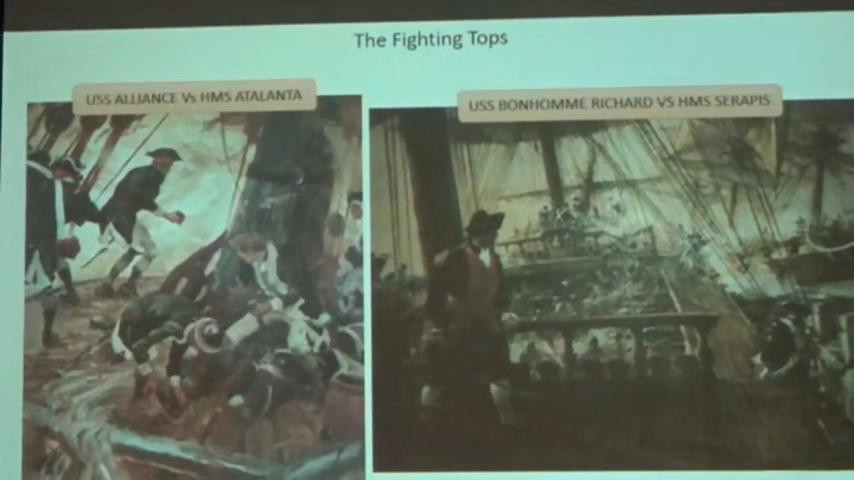 The Fighting Tops
USS ALLIANCE Vs HMS ATALANTA
USS BONHOMME RICHARD VS HMS SERAPIS